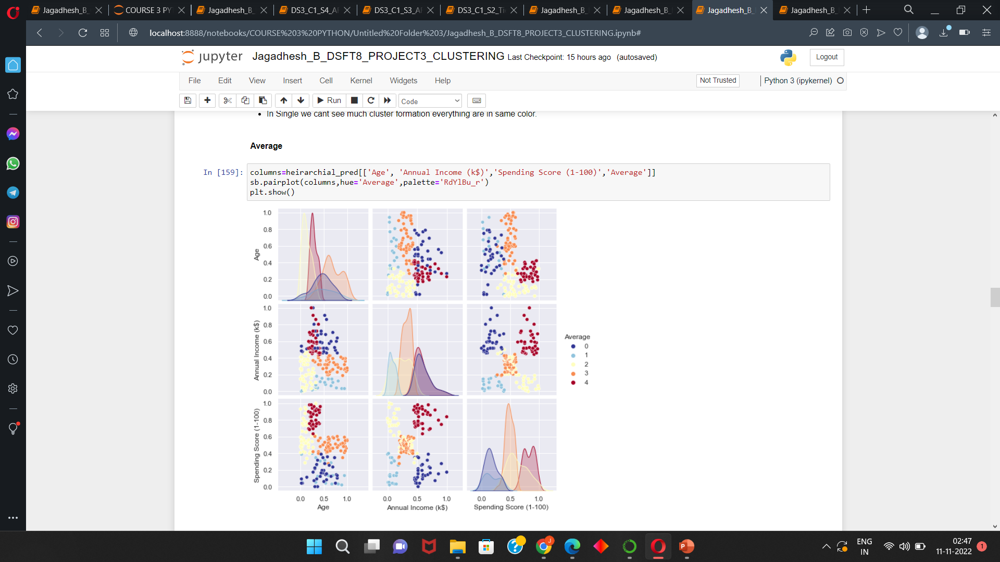 Jagadhesh_B_
COURSE 3 PY
Jagadhesh_B_
DS3_C1_S4_A
DS3_C1_S3_A
DS3_C1_S2_Ti
Jagadhesh_B_
Jagadhesh_B_
Jagadhesh_B_
Jagadhesh_B_
localhost:8888/notebooks/COURSE%203%20PYTHON/Untitled%20Folder%203/Jagadhesh_B_DSFT8_PROJECT3_CLUSTERING.ipynb#
jupyter Jagadhesh_B_DSFT8_PROJECT3_CLUSTERING Last Checkpoint: 15 hours ago (autosaved) Logout
File Edit View Insert Cell Kernel Widgets Help Not Trusted Python 3 (ipykernel)
Run Code
In Single we cant see much cluster formation everything are in same color.
Average
In [159]: columns=heirarchial_pred[['Age', 'Annual Income (k$)','Spending Score (1-100)','Average']]
sb.pairplot(columns,hue='Average',palette='RdYlBu_r')
plt.show()
1.0
0.8
0.6
0.4
0.2
0.0
Age
1.0
0.8
0.6
0.4
0.2
0.0
Annual Income (k$)
1.0
0.8
0.6
0.4
0.2
0.0
Spending Score (1-100)
Average
0
1
2
3
4
0.0 0.5 1.0 0.0 0.5 1.0 0.0 0.5 1.0
Age Annual Income (k$) Spending Score (1-100)
ENG
IN
02:47
11-11-2022
1